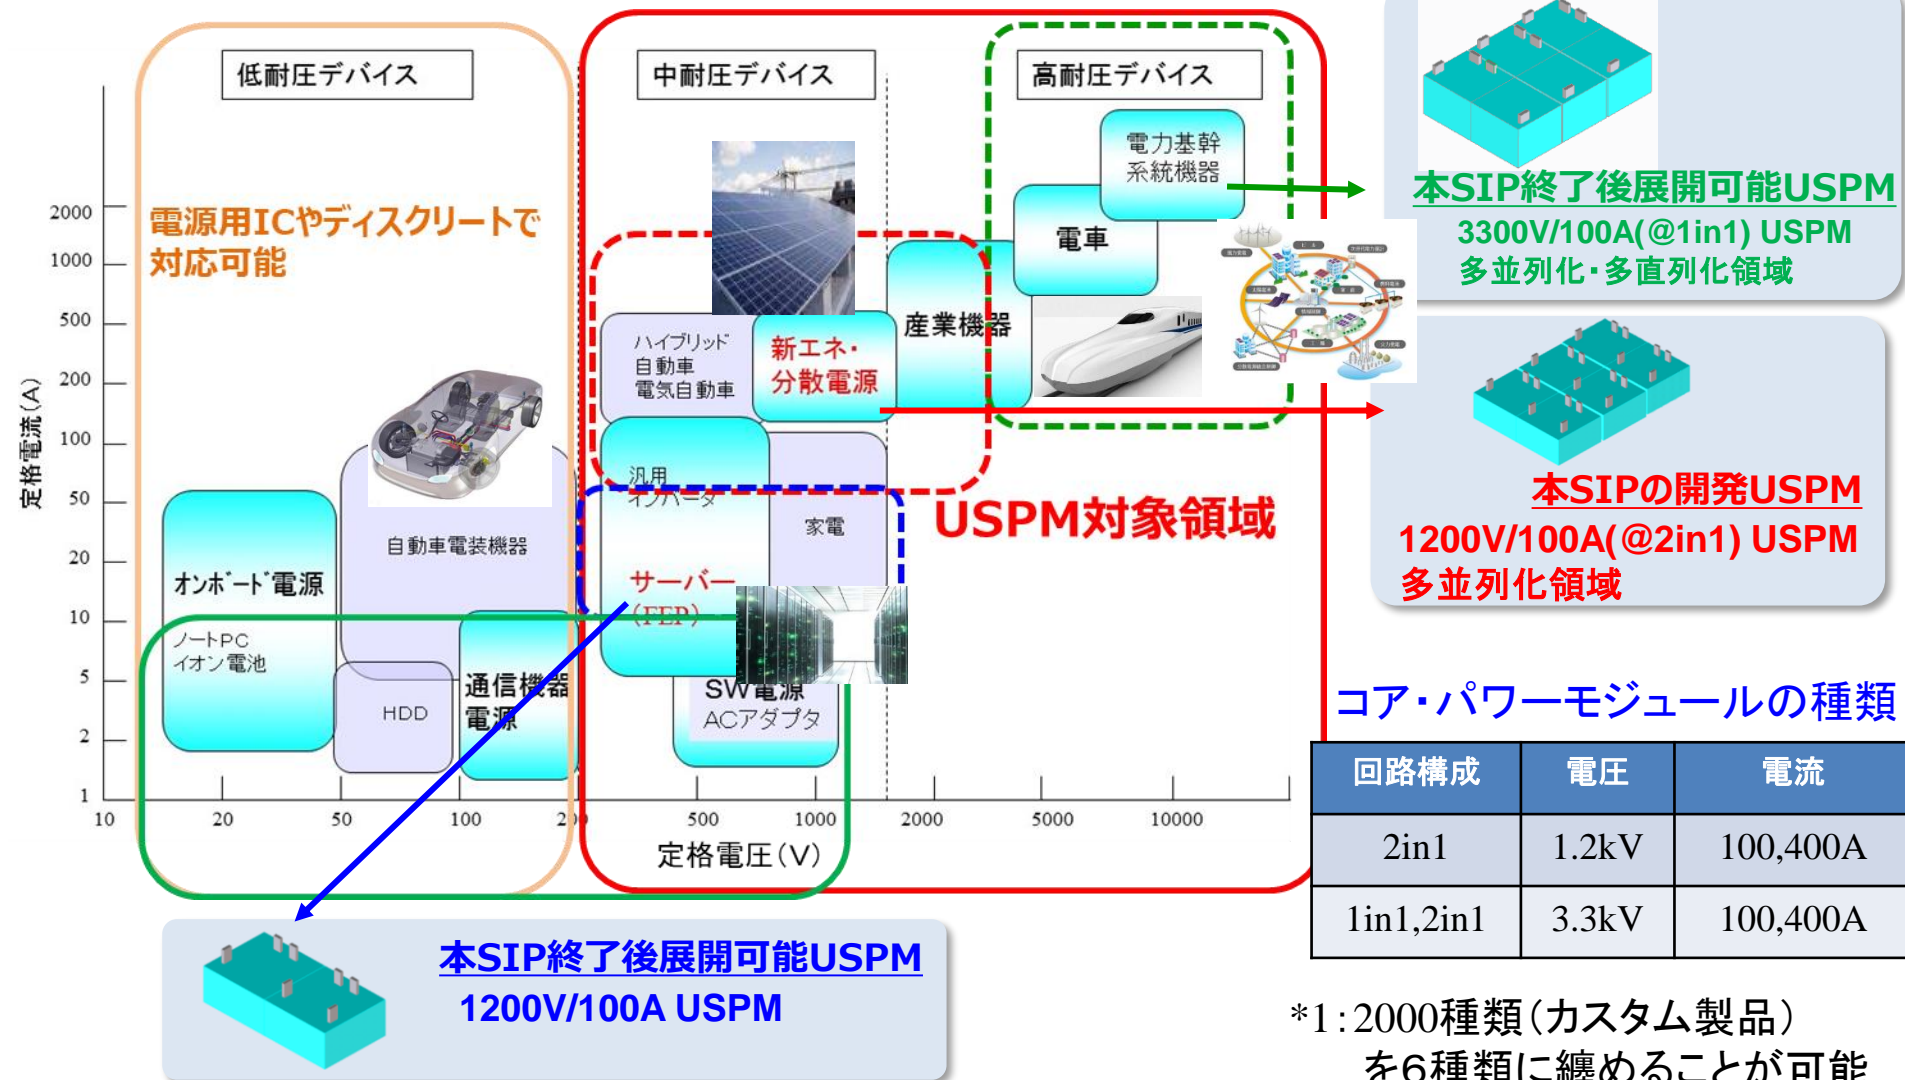 低耐圧デバイス
中耐圧デバイス
高耐圧デバイス
電源用ICやディスクリートで
対応可能
電力基幹
系統機器
電車
産業機器
ハイブリッド
自動車
電気自動車
新エネ・
分散電源
汎用
インバータ
家電
サーバー
(FEP)
自動車電装機器
オンボード電源
ノートPC
イオン電池
HDD
通信機器
電源
SW電源
ACアダプタ
USPM対象領域
定格電流(A)
2000
1000
500
200
100
50
20
10
5
2
1
10
20
50
100
200
500
1000
2000
5000
10000
定格電圧(V)
本SIP終了後展開可能USPM
3300V/100A(@1in1) USPM
多並列化・多直列化領域
本SIPの開発USPM
1200V/100A(@2in1) USPM
多並列化領域
本SIP終了後展開可能USPM
1200V/100A USPM
コア・パワーモジュールの種類
回路構成 電圧 電流
2in1 1.2kV 100,400A
1in1,2in1 3.3kV 100,400A
*1:2000種類(カスタム製品)
を6種類に纏めることが可能